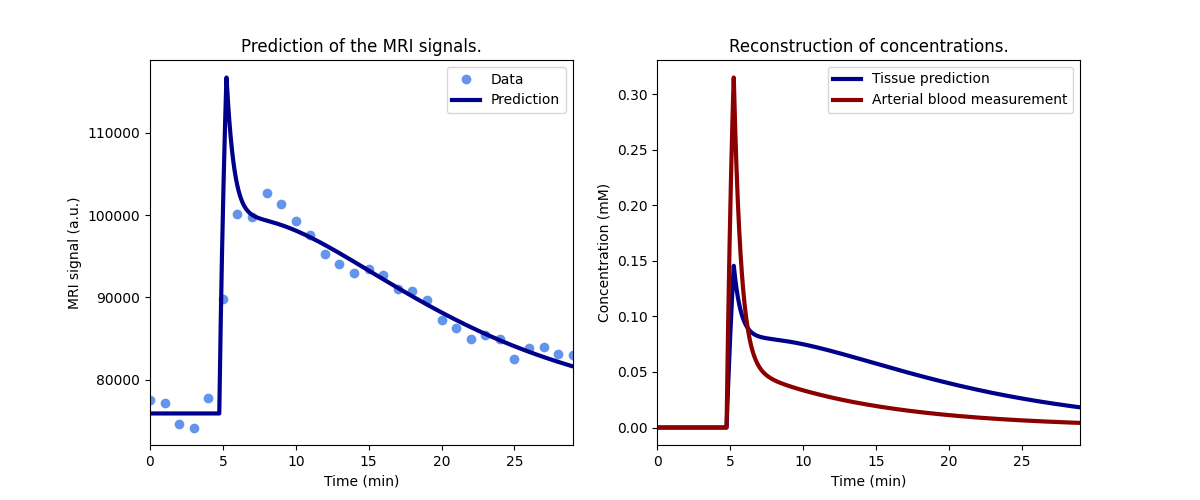 Prediction of the MRI signals.
MRI signal (a.u.)
110000
100000
90000
80000
Data
Prediction
0 5 10 15 20 25
Time (min)
Reconstruction of concentrations.
Concentration (mM)
0.30
0.25
0.20
0.15
0.10
0.05
0.00
Tissue prediction
Arterial blood measurement
0 5 10 15 20 25
Time (min)